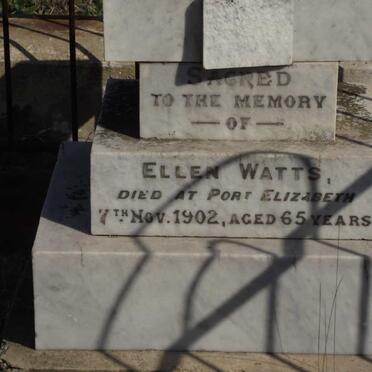 SACRED
TO THE MEMORY
OF
ELLEN WATTS,
DIED AT PORT ELIZABETH
7TH NOV. 1902, AGED 65 YEARS